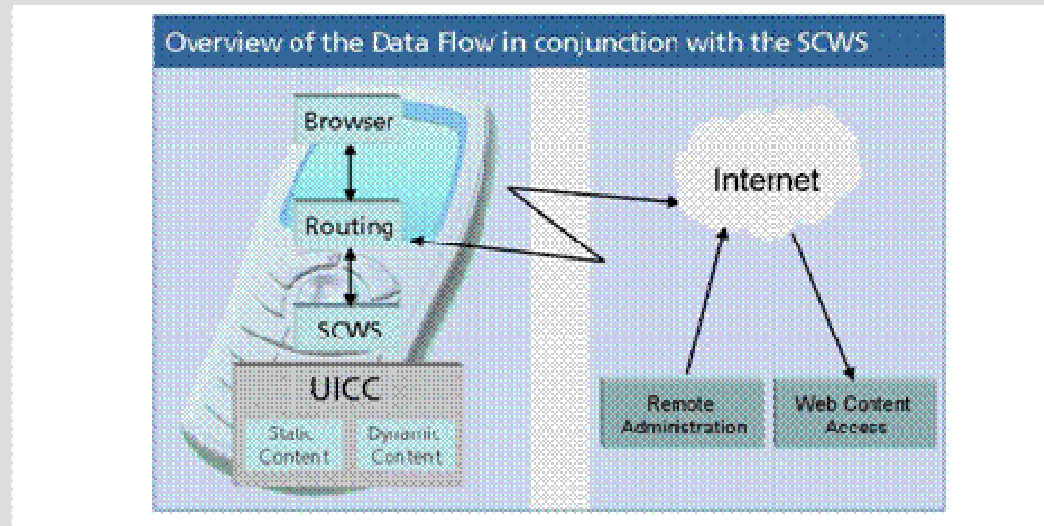 Overview of the Data Flow in conjunction with the SCWS
Browser
Routing
SCWS
UICC
Static
Content
Dynamic
Content
Internet
Remote
Administration
Web Content
Access